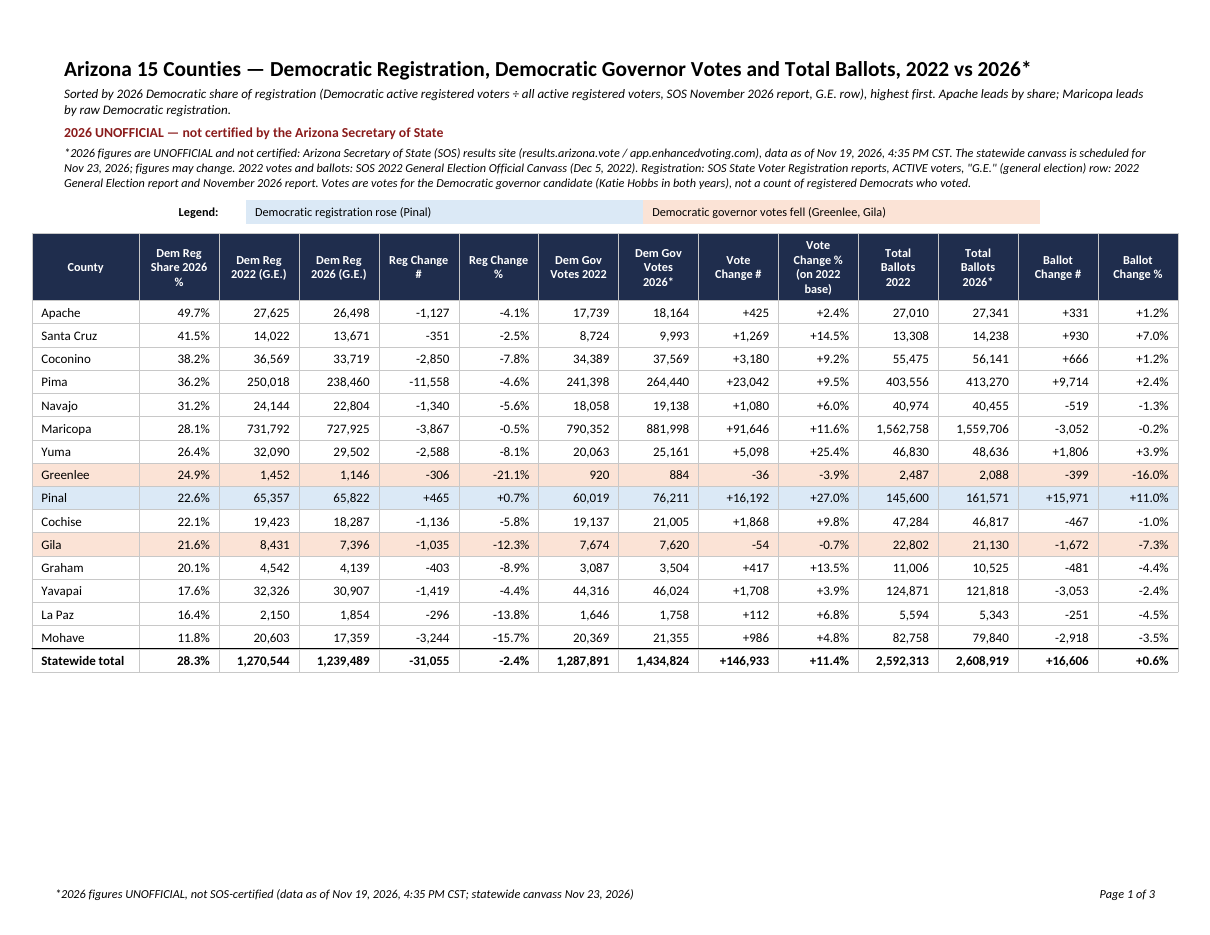 Arizona 15 Counties — Democratic Registration, Democratic Governor Votes and Total Ballots, 2022 vs 2026*
Sorted by 2026 Democratic share of registration (Democratic active registered voters ÷ all active registered voters, SOS November 2026 report, G.E. row), highest first. Apache leads by share; Maricopa leads
by raw Democratic registration.
2026 UNOFFICIAL — not certified by the Arizona Secretary of State
*2026 figures are UNOFFICIAL and not certified: Arizona Secretary of State (SOS) results site (results.arizona.vote / app.enhancedvoting.com), data as of Nov 19, 2026, 4:35 PM CST. The statewide canvass is scheduled for
Nov 23, 2026; figures may change. 2022 votes and ballots: SOS 2022 General Election Official Canvass (Dec 5, 2022). Registration: SOS State Voter Registration reports, ACTIVE voters, "G.E." (general election) row: 2022
General Election report and November 2026 report. Votes are votes for the Democratic governor candidate (Katie Hobbs in both years), not a count of registered Democrats who voted.
Legend: Democratic registration rose (Pinal) Democratic governor votes fell (Greenlee, Gila)
County | Dem Reg Share 2026 % | Dem Reg 2022 (G.E.) | Dem Reg 2026 (G.E.) | Reg Change # | Reg Change % | Dem Gov Votes 2022 | Dem Gov Votes 2026* | Vote Change # | Vote Change % (on 2022 base) | Total Ballots 2022 | Total Ballots 2026* | Ballot Change # | Ballot Change %
Apache 49.7% 27,625 26,498 -1,127 -4.1% 17,739 18,164 +425 +2.4% 27,010 27,341 +331 +1.2%
Santa Cruz 41.5% 14,022 13,671 -351 -2.5% 8,724 9,993 +1,269 +14.5% 13,308 14,238 +930 +7.0%
Coconino 38.2% 36,569 33,719 -2,850 -7.8% 34,389 37,569 +3,180 +9.2% 55,475 56,141 +666 +1.2%
Pima 36.2% 250,018 238,460 -11,558 -4.6% 241,398 264,440 +23,042 +9.5% 403,556 413,270 +9,714 +2.4%
Navajo 31.2% 24,144 22,804 -1,340 -5.6% 18,058 19,138 +1,080 +6.0% 40,974 40,455 -519 -1.3%
Maricopa 28.1% 731,792 727,925 -3,867 -0.5% 790,352 881,998 +91,646 +11.6% 1,562,758 1,559,706 -3,052 -0.2%
Yuma 26.4% 32,090 29,502 -2,588 -8.1% 20,063 25,161 +5,098 +25.4% 46,830 48,636 +1,806 +3.9%
Greenlee 24.9% 1,452 1,146 -306 -21.1% 920 884 -36 -3.9% 2,487 2,088 -399 -16.0%
Pinal 22.6% 65,357 65,822 +465 +0.7% 60,019 76,211 +16,192 +27.0% 145,600 161,571 +15,971 +11.0%
Cochise 22.1% 19,423 18,287 -1,136 -5.8% 19,137 21,005 +1,868 +9.8% 47,284 46,817 -467 -1.0%
Gila 21.6% 8,431 7,396 -1,035 -12.3% 7,674 7,620 -54 -0.7% 22,802 21,130 -1,672 -7.3%
Graham 20.1% 4,542 4,139 -403 -8.9% 3,087 3,504 +417 +13.5% 11,006 10,525 -481 -4.4%
Yavapai 17.6% 32,326 30,907 -1,419 -4.4% 44,316 46,024 +1,708 +3.9% 124,871 121,818 -3,053 -2.4%
La Paz 16.4% 2,150 1,854 -296 -13.8% 1,646 1,758 +112 +6.8% 5,594 5,343 -251 -4.5%
Mohave 11.8% 20,603 17,359 -3,244 -15.7% 20,369 21,355 +986 +4.8% 82,758 79,840 -2,918 -3.5%
Statewide total 28.3% 1,270,544 1,239,489 -31,055 -2.4% 1,287,891 1,434,824 +146,933 +11.4% 2,592,313 2,608,919 +16,606 +0.6%
*2026 figures UNOFFICIAL, not SOS-certified (data as of Nov 19, 2026, 4:35 PM CST; statewide canvass Nov 23, 2026)
Page 1 of 3